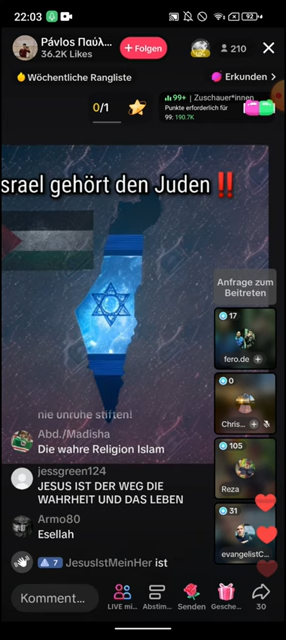 22:03
92
Pávlos Παύλ...
36.2K Likes
+ Folgen
210
Wöchentliche Rangliste
Erkunden >
0/1
99+ | Zuschauer*innen
Punkte erforderlich für
99: 190.7K
srael gehört den Juden ‼️
Anfrage zum
Beitreten
17
fero.de
0
Chris...
105
Reza
31
evangelistC...
nie unruhe stiften!
Abd./Madisha
Die wahre Religion Islam
jessgreen124
JESUS IST DER WEG DIE
WAHRHEIT UND DAS LEBEN
Armo80
Esellah
7 JesusIstMeinHer ist
Komment...
LIVE mi...
Abstim...
Senden
Gesche...
30